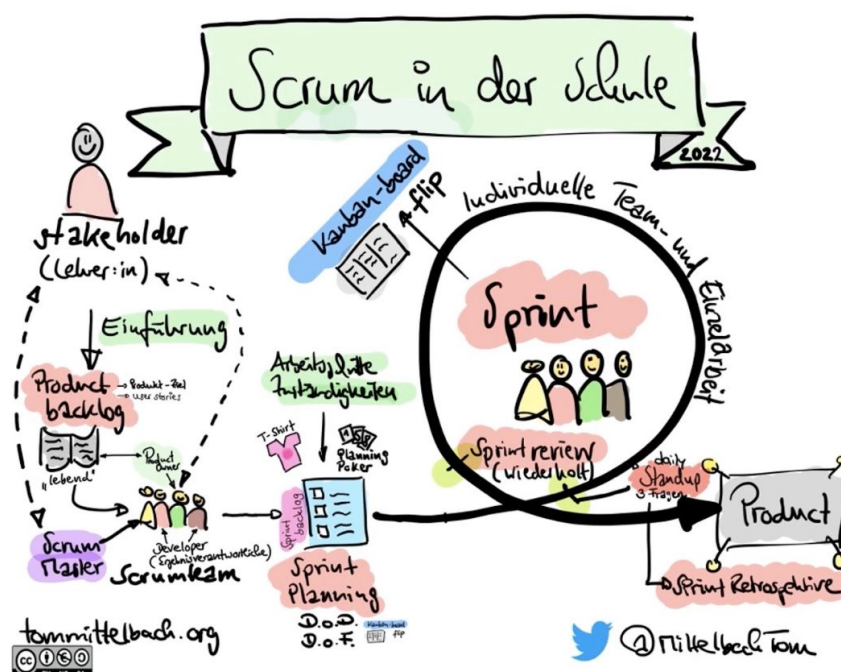 Scrum in der Schule
2022
Stakeholder
(Lehrer:in)
Einführung
Product
backlog
→ Produkt-Ziel
→ user stories
"lebend"
Product
owner
Scrum
Master
Developer
(Ergebnisverantwortliche)
Scrumteam
Arbeitsschritte
Zuständigkeiten
T-Shirt
Planning
Poker
Sprint
backlog
Sprint
Planning
D.o.D.
D.o.F.
Kanban-board
flip
Kanban-board
flip
Individuelle Team- und Einzelarbeit
Sprint
Sprint review
(wiederholt)
daily
Standup
3 Fragen
Product
Sprint Retrospektive
tommittelbach.org
cc
@MittelbachTom